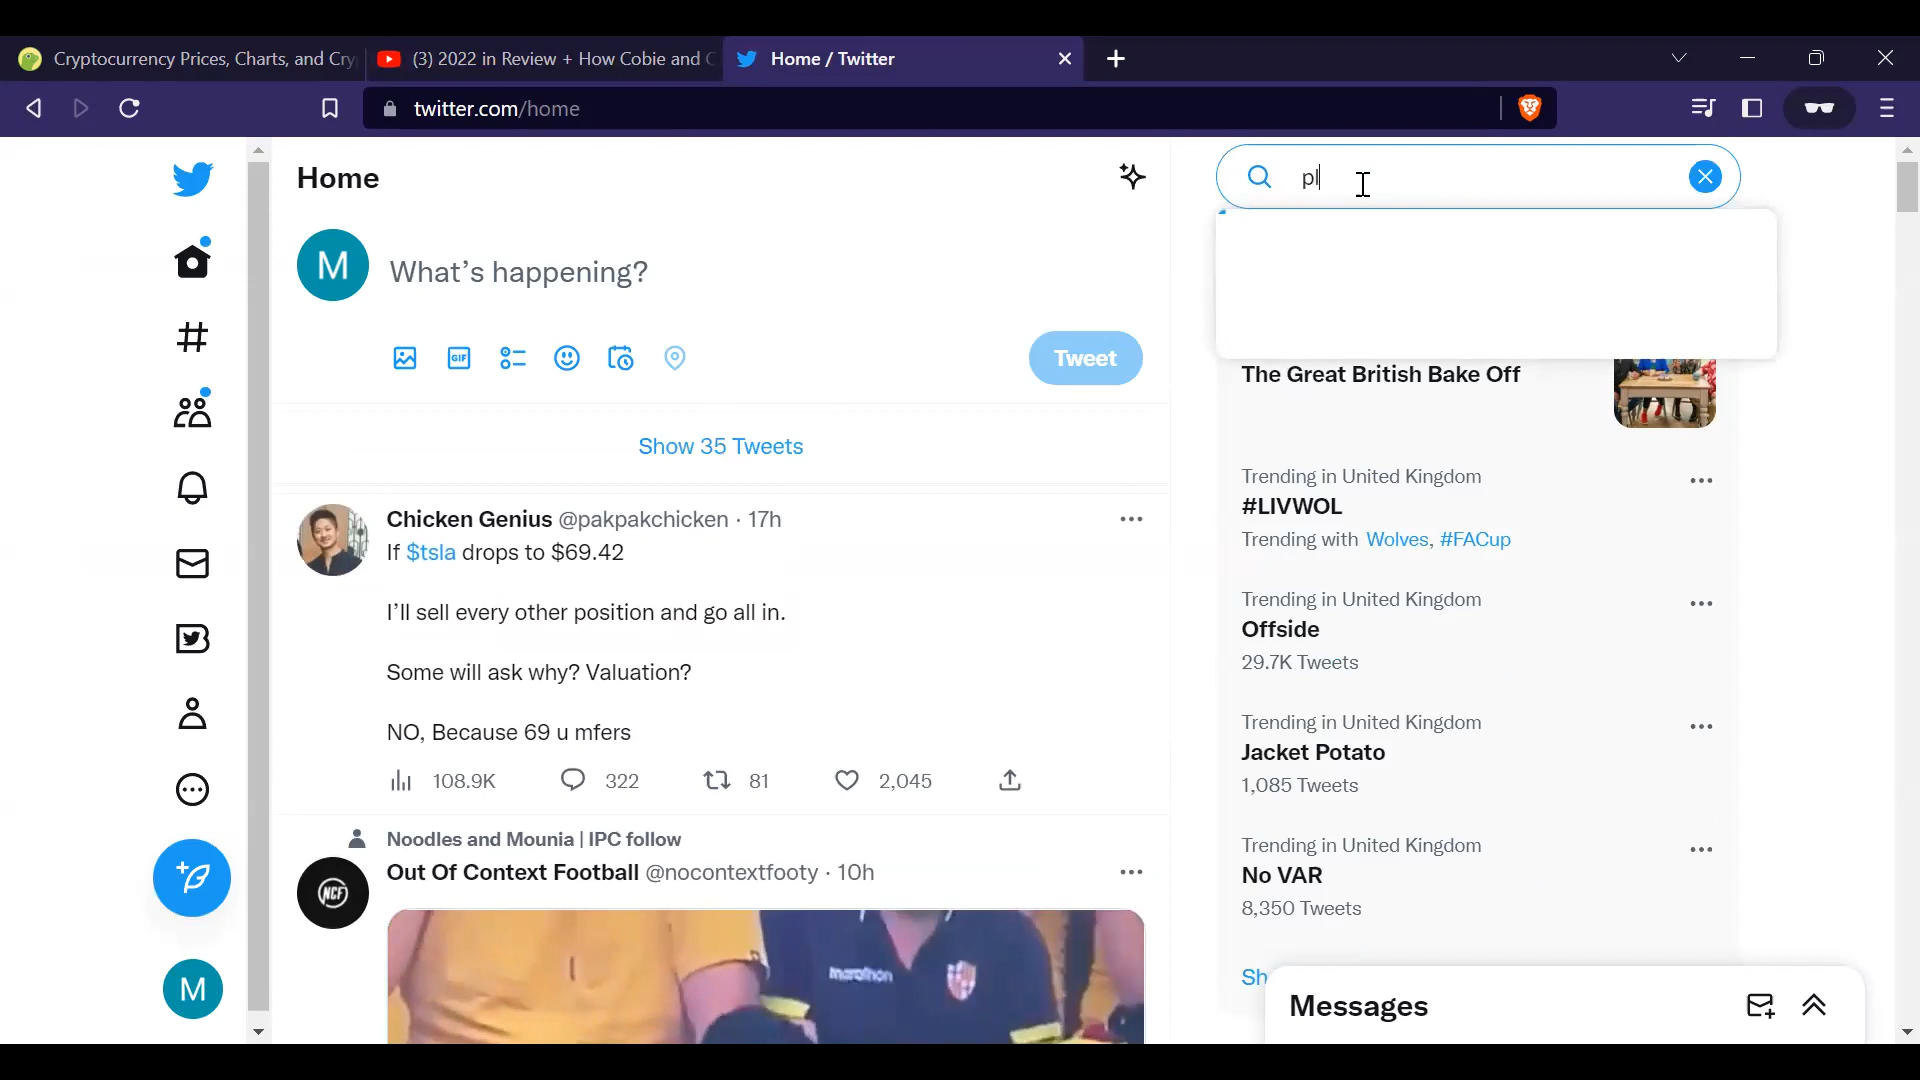 Cryptocurrency Prices, Charts, and Cry
(3) 2022 in Review + How Cobie and C
Home / Twitter
twitter.com/home
Home
pl
M
What's happening?
GIF
Tweet
Show 35 Tweets
Chicken Genius @pakpakchicken · 17h
If $tsla drops to $69.42
I'll sell every other position and go all in.
Some will ask why? Valuation?
NO, Because 69 u mfers
108.9K 322 81 2,045
Noodles and Mounia | IPC follow
Out Of Context Football @nocontextfooty · 10h
NCF
marathon
M
The Great British Bake Off
Trending in United Kingdom
#LIVWOL
Trending with Wolves, #FACup
Trending in United Kingdom
Offside
29.7K Tweets
Trending in United Kingdom
Jacket Potato
1,085 Tweets
Trending in United Kingdom
No VAR
8,350 Tweets
Sh
Messages